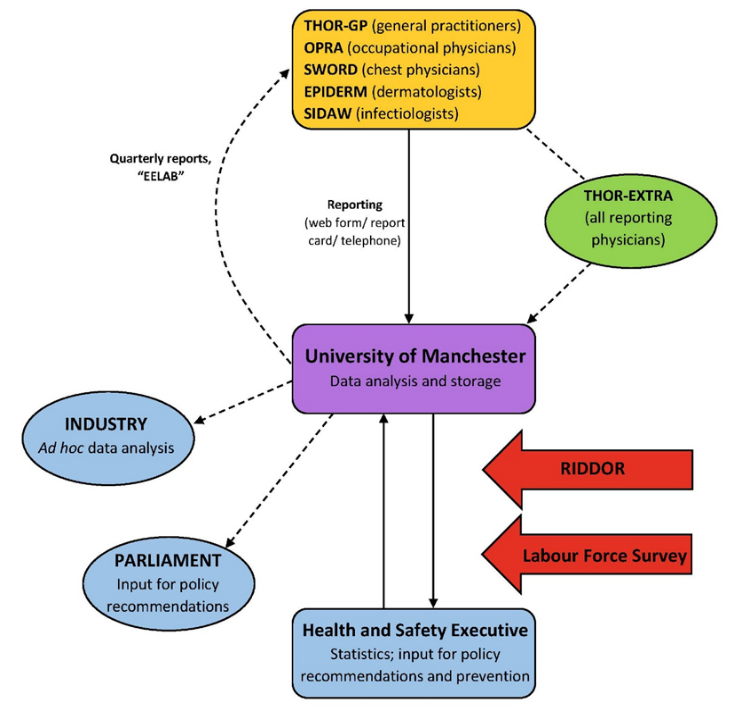 THOR-GP (general practitioners)
OPRA (occupational physicians)
SWORD (chest physicians)
EPIDERM (dermatologists)
SIDAW (infectiologists)
Quarterly reports,
“EELAB”
Reporting
(web form/ report
card/ telephone)
THOR-EXTRA
(all reporting
physicians)
University of Manchester
Data analysis and storage
INDUSTRY
Ad hoc data analysis
RIDDOR
Labour Force Survey
PARLIAMENT
Input for policy
recommendations
Health and Safety Executive
Statistics; input for policy
recommendations and prevention